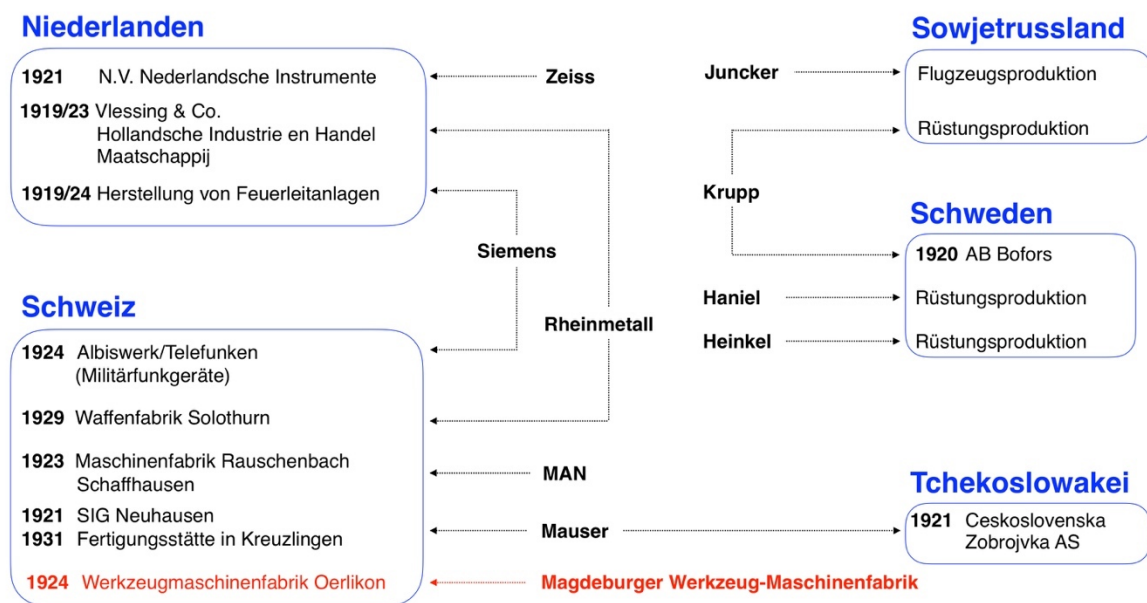 Niederlanden
1921 N.V. Nederlandsche Instrumente
1919/23 Vlessing & Co.
Hollandsche Industrie en Handel
Maatschappij
1919/24 Herstellung von Feuerleitanlagen
Zeiss
Siemens
Rheinmetall
Schweiz
1924 Albiswerk/Telefunken
(Militärfunkgeräte)
1929 Waffenfabrik Solothurn
1923 Maschinenfabrik Rauschenbach
Schaffhausen
1921 SIG Neuhausen
1931 Fertigungsstätte in Kreuzlingen
1924 Werkzeugmaschinenfabrik Oerlikon
MAN
Mauser
Magdeburger Werkzeug-Maschinenfabrik
Sowjetrussland
Juncker
Flugzeugsproduktion
Rüstungsproduktion
Krupp
Schweden
1920 AB Bofors
Haniel
Rüstungsproduktion
Heinkel
Rüstungsproduktion
Tchekoslowakei
1921 Ceskoslovenska
Zobrojvka AS